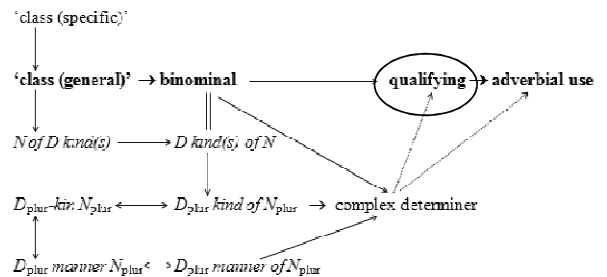 ‘class (specific)’
‘class (general)’ binominal qualifying adverbial use
N of D kind(s) D kind(s) of N
Dplur-kin Nplur Dplur kind of Nplur complex determiner
Dplur manner Nplur Dplur manner of Nplur